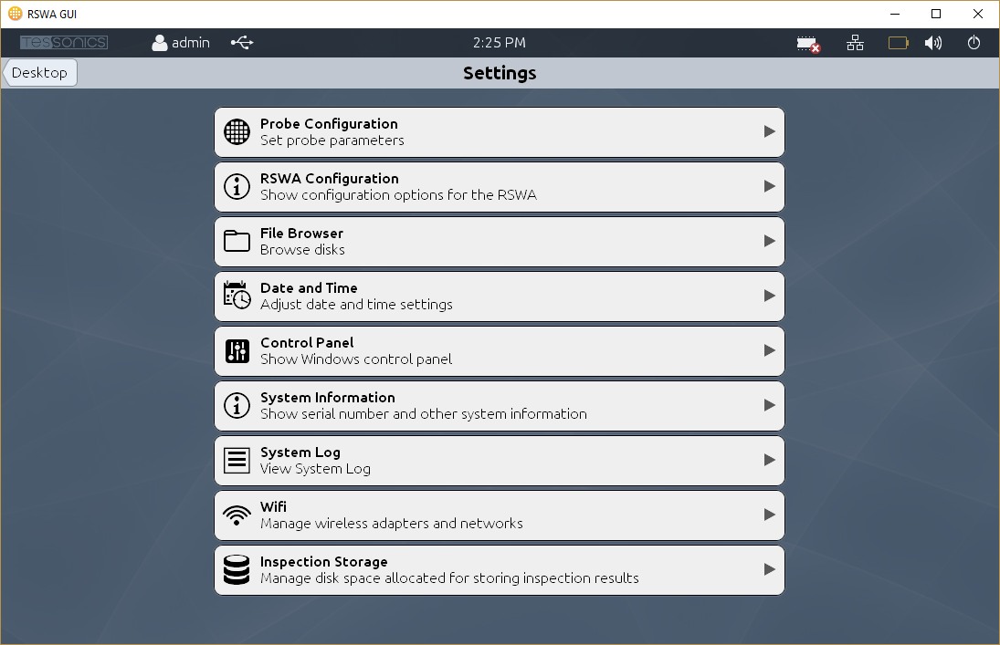 RSWA GUI
TESSONICS
admin
2:25 PM
Desktop
Settings
Probe Configuration
Set probe parameters
RSWA Configuration
Show configuration options for the RSWA
File Browser
Browse disks
Date and Time
Adjust date and time settings
Control Panel
Show Windows control panel
System Information
Show serial number and other system information
System Log
View System Log
Wifi
Manage wireless adapters and networks
Inspection Storage
Manage disk space allocated for storing inspection results